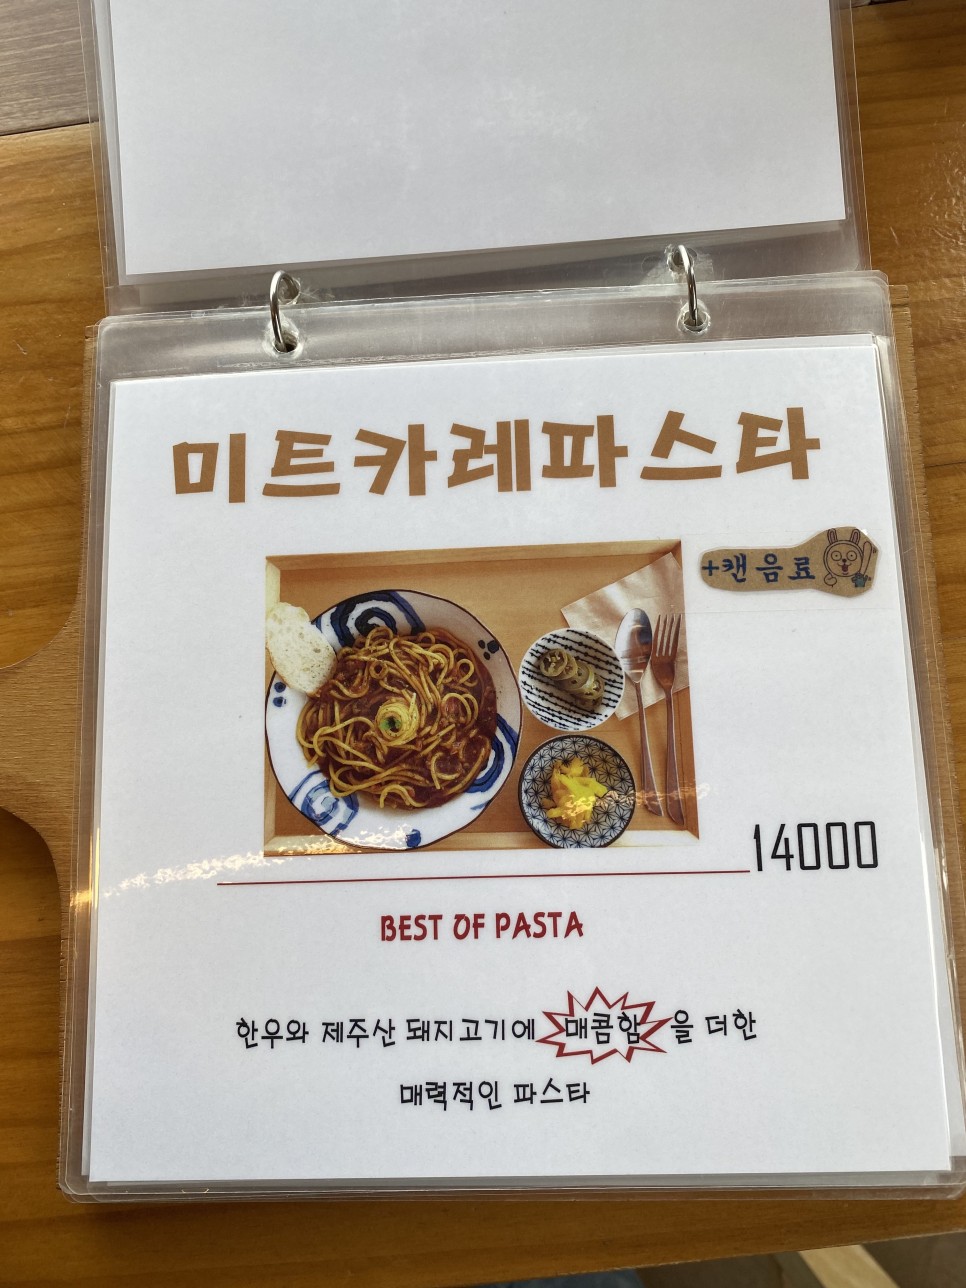 미트카레파스타
+캔음료
14000
BEST OF PASTA
한우와 제주산 돼지고기에 매콤함을 더한
매력적인 파스타